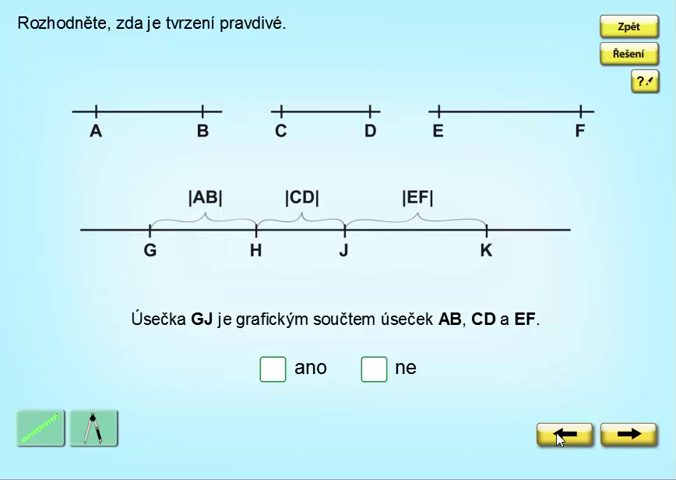 Rozhodněte, zda je tvrzení pravdivé.
Zpět
Řešení
?
A B C D E F
|AB| |CD| |EF|
G H J K
Úsečka GJ je grafickým součtem úseček AB, CD a EF.
ano ne